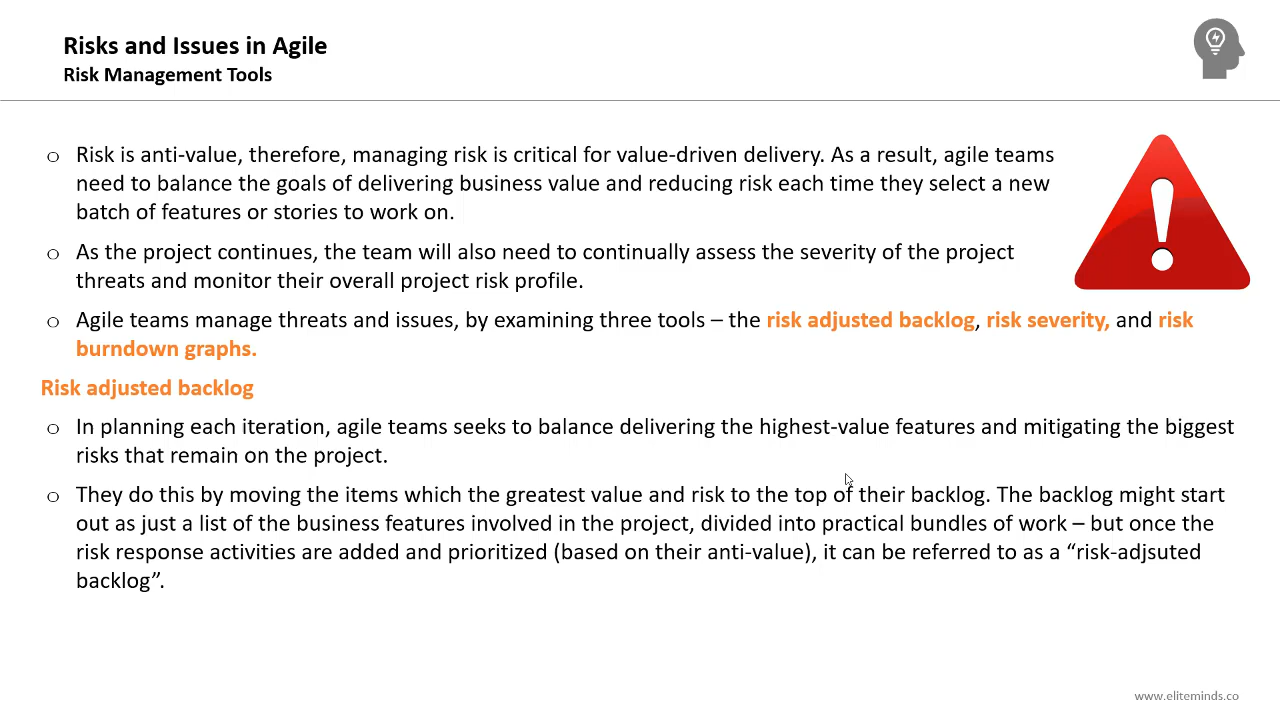 Risks and Issues in Agile
Risk Management Tools
Risk is anti-value, therefore, managing risk is critical for value-driven delivery. As a result, agile teams
need to balance the goals of delivering business value and reducing risk each time they select a new
batch of features or stories to work on.
As the project continues, the team will also need to continually assess the severity of the project
threats and monitor their overall project risk profile.
Agile teams manage threats and issues, by examining three tools – the risk adjusted backlog, risk severity, and risk
burndown graphs.
Risk adjusted backlog
In planning each iteration, agile teams seeks to balance delivering the highest-value features and mitigating the biggest
risks that remain on the project.
They do this by moving the items which the greatest value and risk to the top of their backlog. The backlog might start
out as just a list of the business features involved in the project, divided into practical bundles of work – but once the
risk response activities are added and prioritized (based on their anti-value), it can be referred to as a “risk-adjsuted
backlog”.
www.eliteminds.co